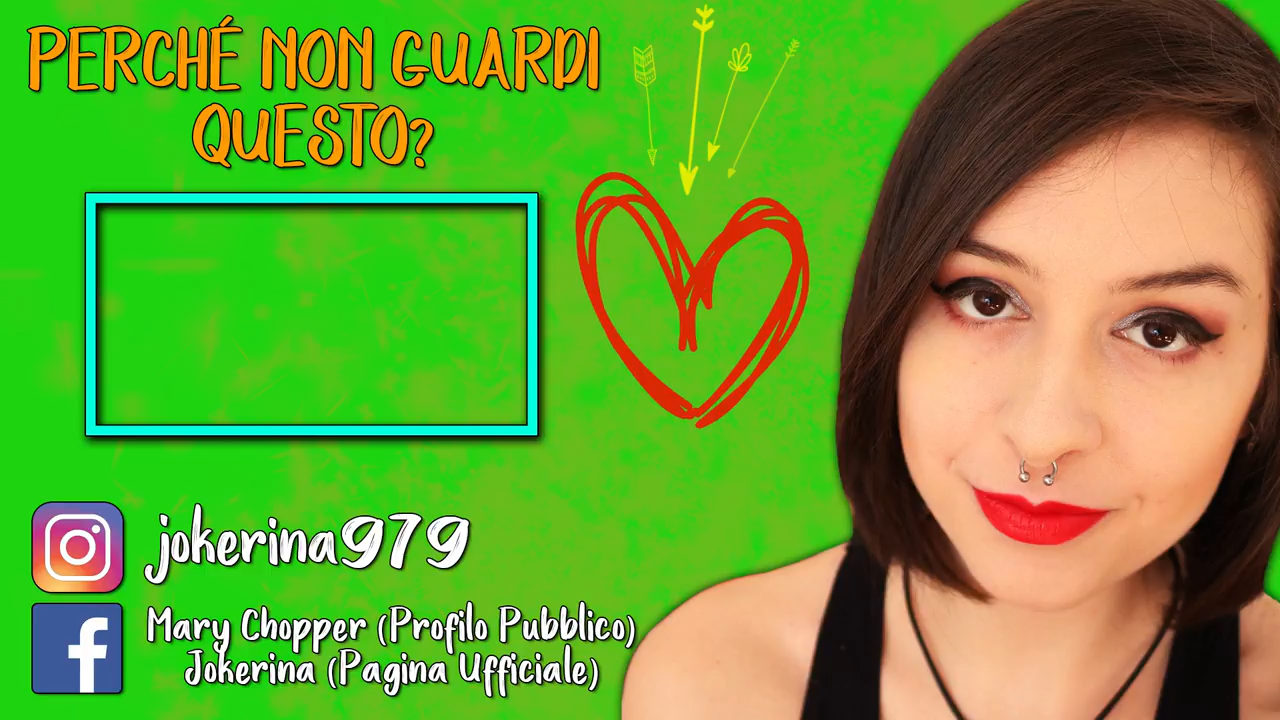 PERCHÉ NON GUARDI
QUESTO?
jokerina979
Mary Chopper (Profilo Pubblico)
Jokerina (Pagina Ufficiale)